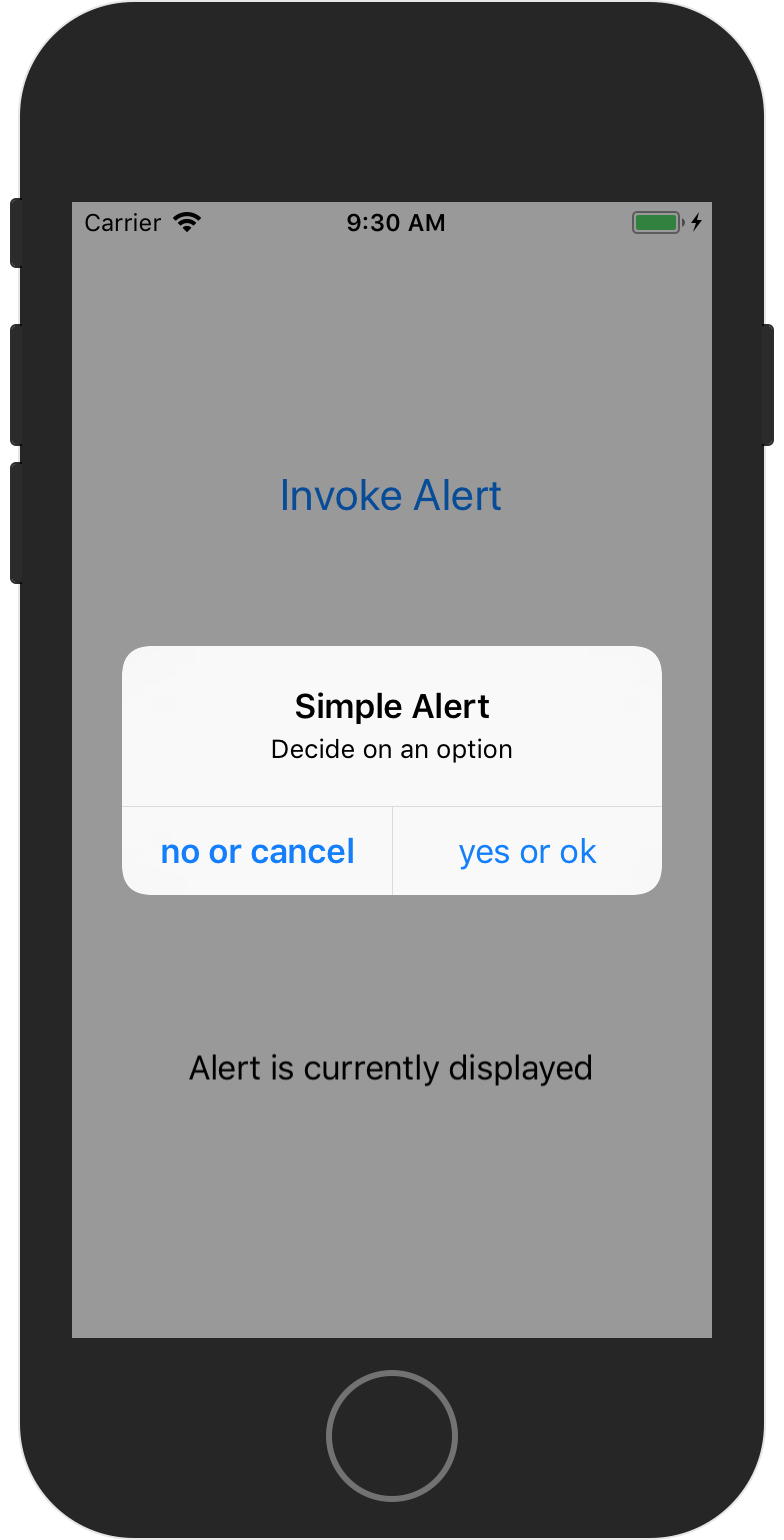 Carrier 9:30 AM
Invoke Alert
Simple Alert
Decide on an option
no or cancel yes or ok
Alert is currently displayed